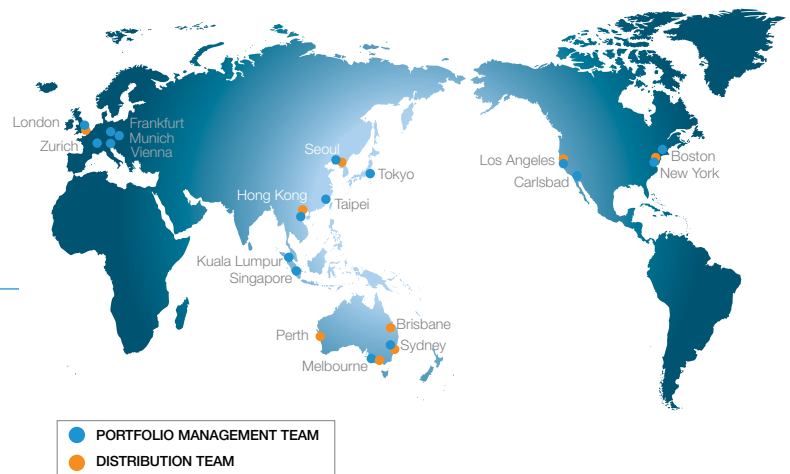 London
Frankfurt
Munich
Zurich
Vienna
Seoul
Tokyo
Hong Kong
Taipei
Kuala Lumpur
Singapore
Perth
Brisbane
Sydney
Melbourne
Los Angeles
Boston
New York
Carlsbad
PORTFOLIO MANAGEMENT TEAM
DISTRIBUTION TEAM